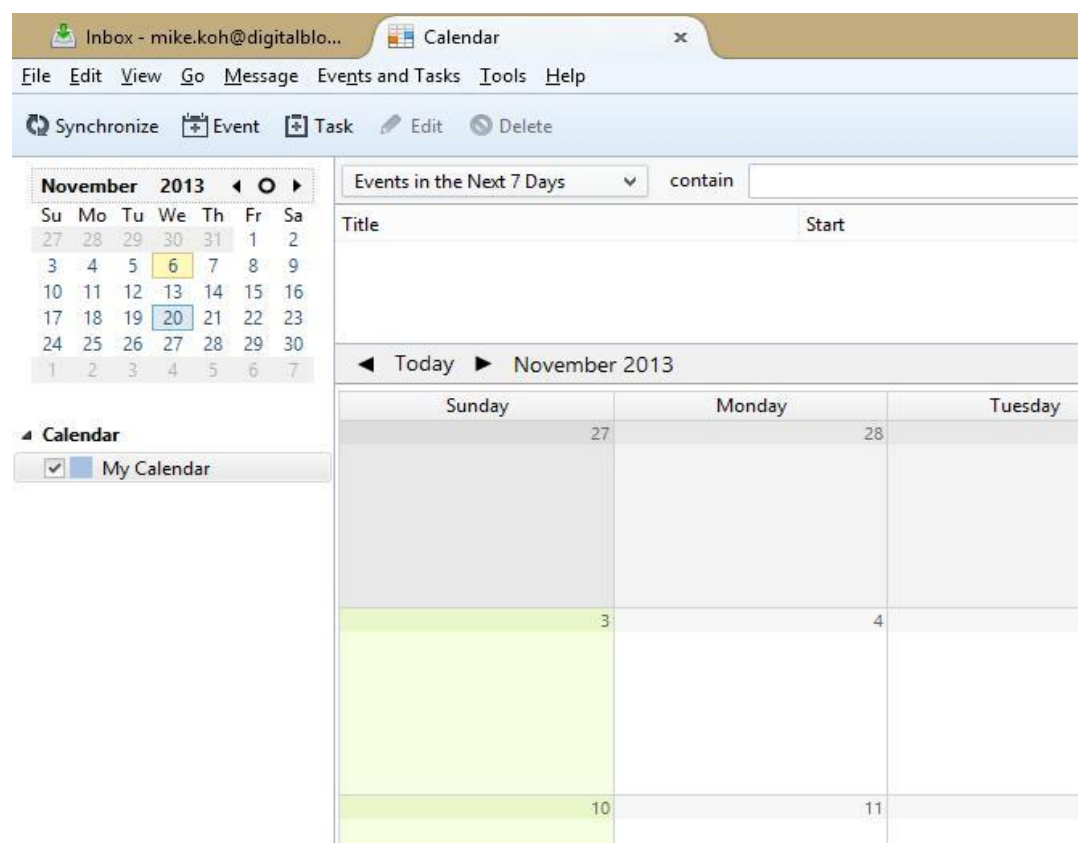 Inbox - mike.koh@digitalblo... Calendar
File Edit View Go Message Events and Tasks Tools Help
Synchronize Event Task Edit Delete
November 2013
Su Mo Tu We Th Fr Sa
27 28 29 30 31 1 2
3 4 5 6 7 8 9
10 11 12 13 14 15 16
17 18 19 20 21 22 23
24 25 26 27 28 29 30
1 2 3 4 5 6 7
Calendar
My Calendar
Events in the Next 7 Days contain
Title Start
Today November 2013
Sunday Monday Tuesday
27 28
3 4
10 11